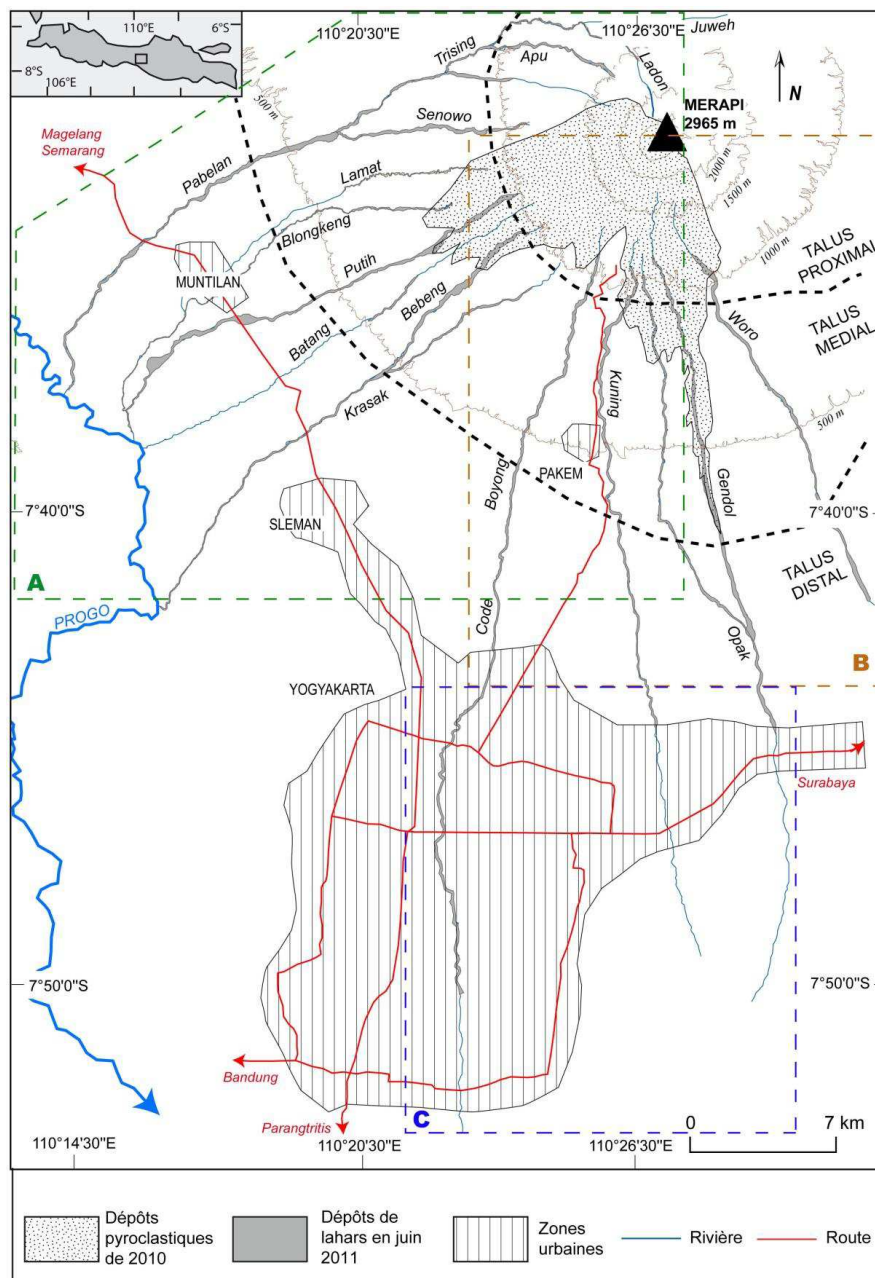 110°20'30"E
110°26'30"E
110°E
6°S
8°S
106°E
Juweh
Trising
Apu
Ladon
N
MERAPI
2965 m
500 m
Magelang
Semarang
Senowo
Pabelan
Lamat
2000 m
1500 m
1000 m
Blongkeng
MUNTILAN
Putih
TALUS
PROXIMAL
Batang
Bebeng
Woro
TALUS
MEDIAL
Krasak
Kuning
500 m
Boyong
PAKEM
Gendol
SLEMAN
7°40'0"S
7°40'0"S
TALUS
DISTAL
A
PROGO
Code
Opak
B
YOGYAKARTA
Surabaya
7°50'0"S
7°50'0"S
Bandung
C
Parangtritis
0 7 km
110°14'30"E
110°20'30"E
110°26'30"E
Dépôts
pyroclastiques
de 2010
Dépôts de
lahars en juin
2011
Zones
urbaines
Rivière
Route